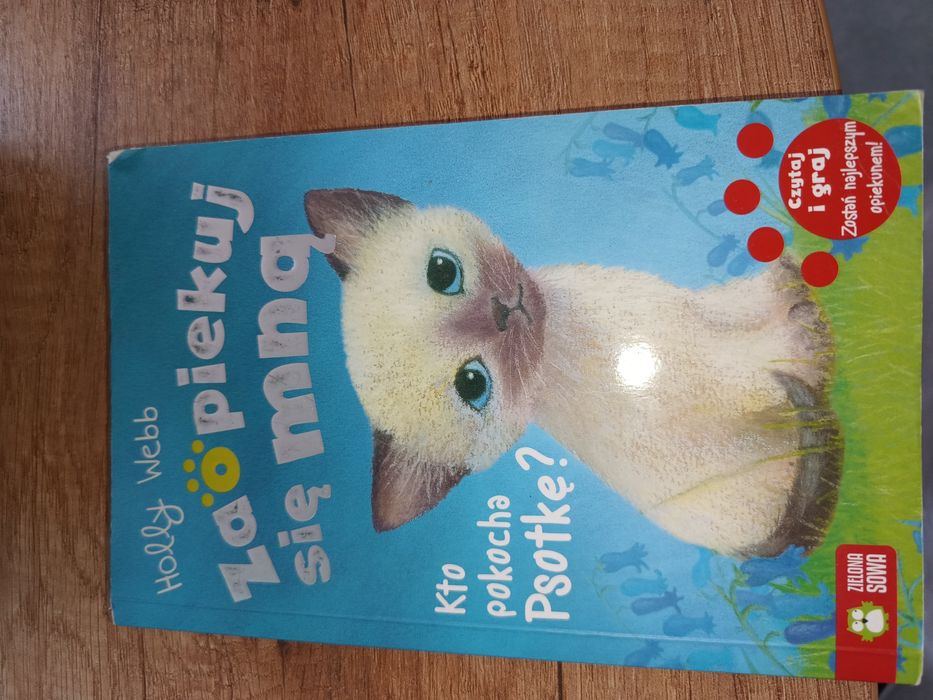 Holly Webb
Zaopiekuj
się mną
Kto
pokocha
Psotkę?
Czytaj
i graj
Zostań najlepszym
opiekunem!
ZIELONA
SOWA